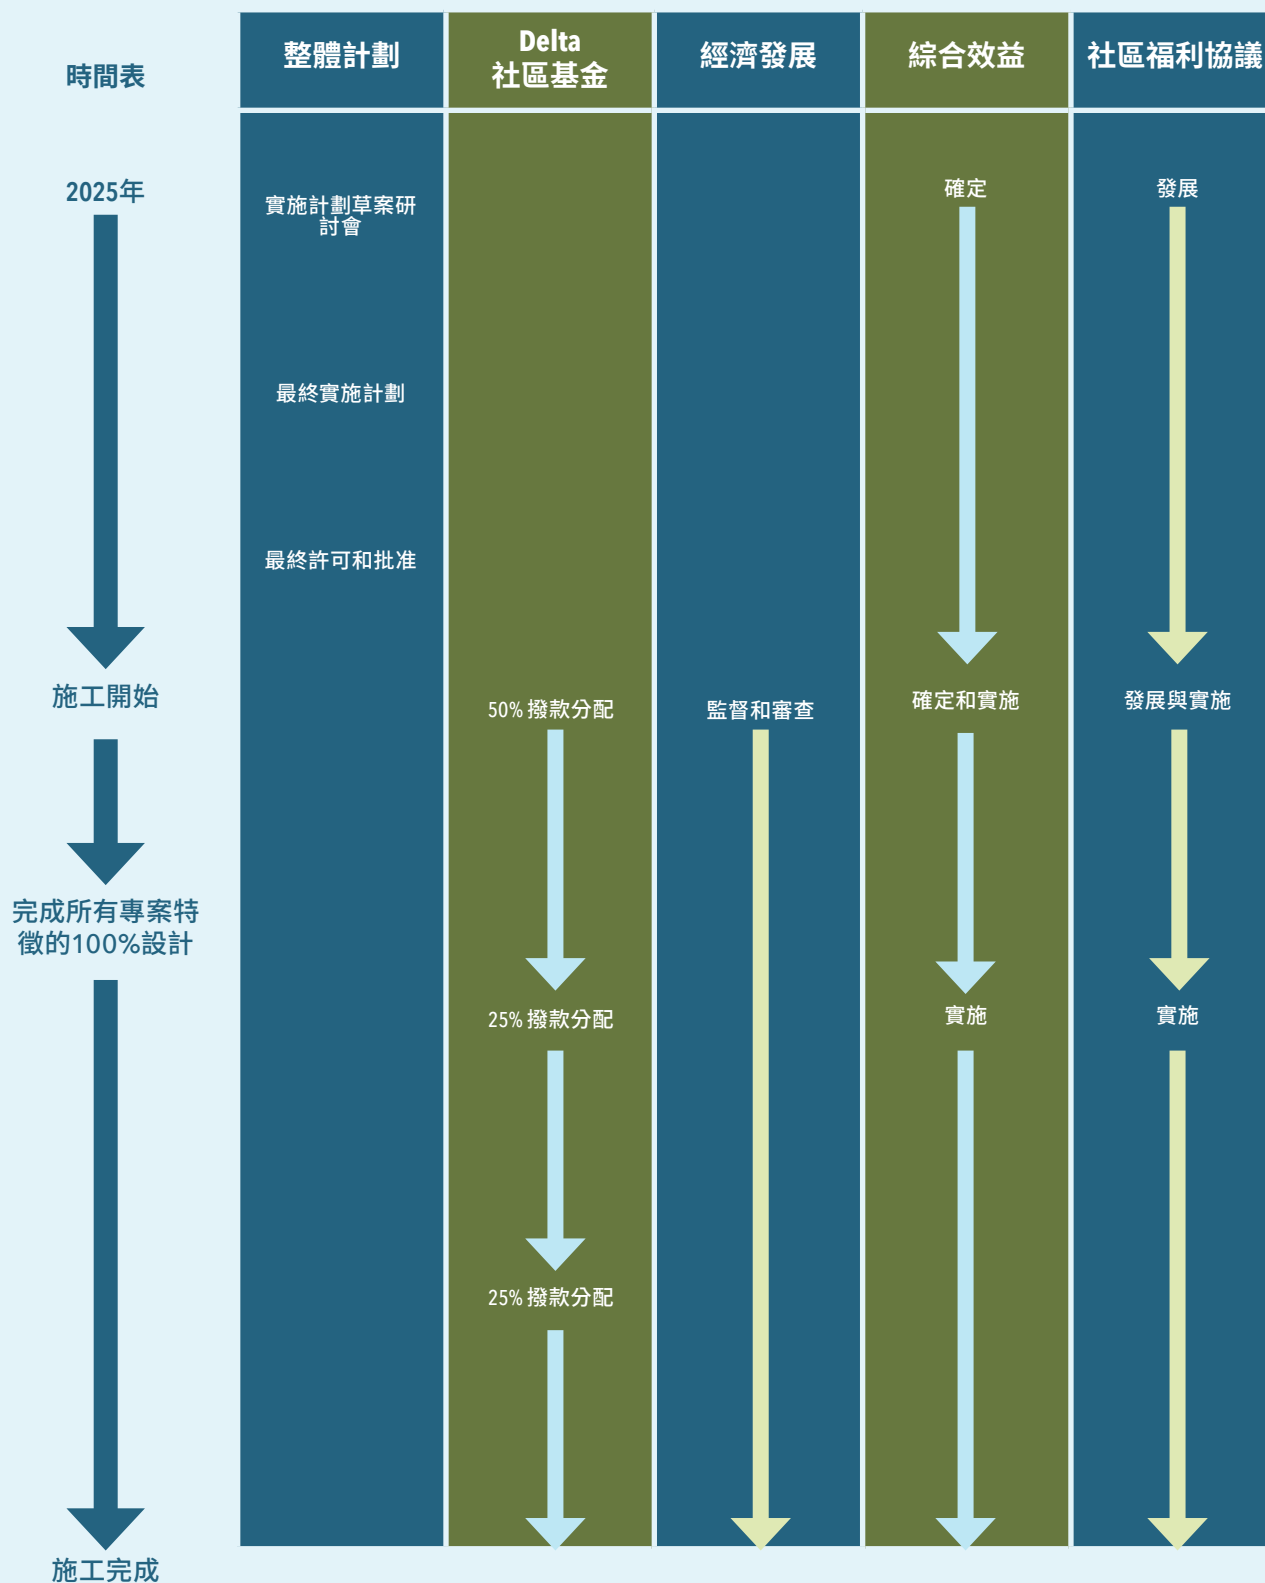 時間表
整體計劃
Delta
社區基金
經濟發展
綜合效益
社區福利協議
2025年
實施計劃草案研
討會
確定
發展
最終實施計劃
最終許可和批准
施工開始
50% 撥款分配
監督和審查
確定和實施
發展與實施
完成所有專案特
徵的100%設計
25% 撥款分配
實施
實施
25% 撥款分配
施工完成